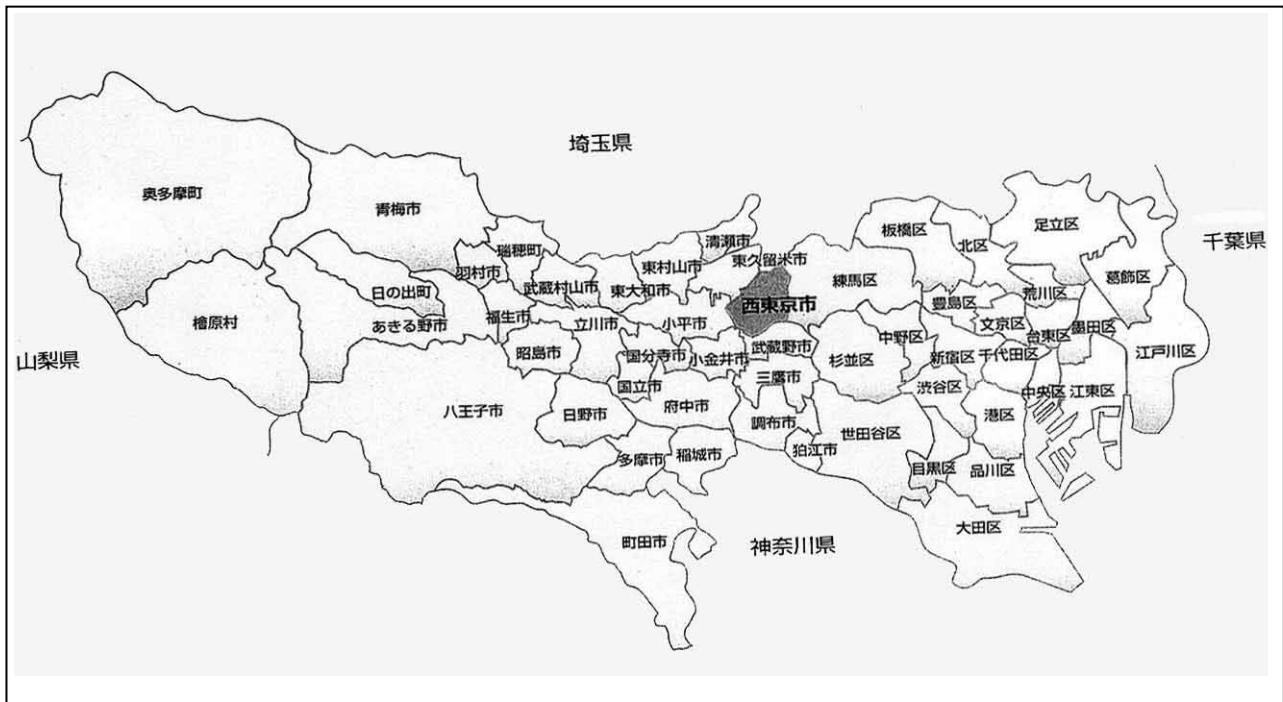 埼玉県
千葉県
山梨県
神奈川県
奥多摩町
青梅市
檜原村
日の出町
あきる野市
羽村市
瑞穂町
福生市
武蔵村山市
東大和市
東村山市
清瀬市
東久留米市
西東京市
立川市
小平市
昭島市
国分寺市
小金井市
武蔵野市
三鷹市
国立市
府中市
調布市
狛江市
八王子市
日野市
多摩市
稲城市
町田市
練馬区
板橋区
北区
足立区
葛飾区
荒川区
豊島区
文京区
台東区
墨田区
江戸川区
中野区
杉並区
新宿区
千代田区
渋谷区
中央区
江東区
港区
世田谷区
目黒区
品川区
大田区